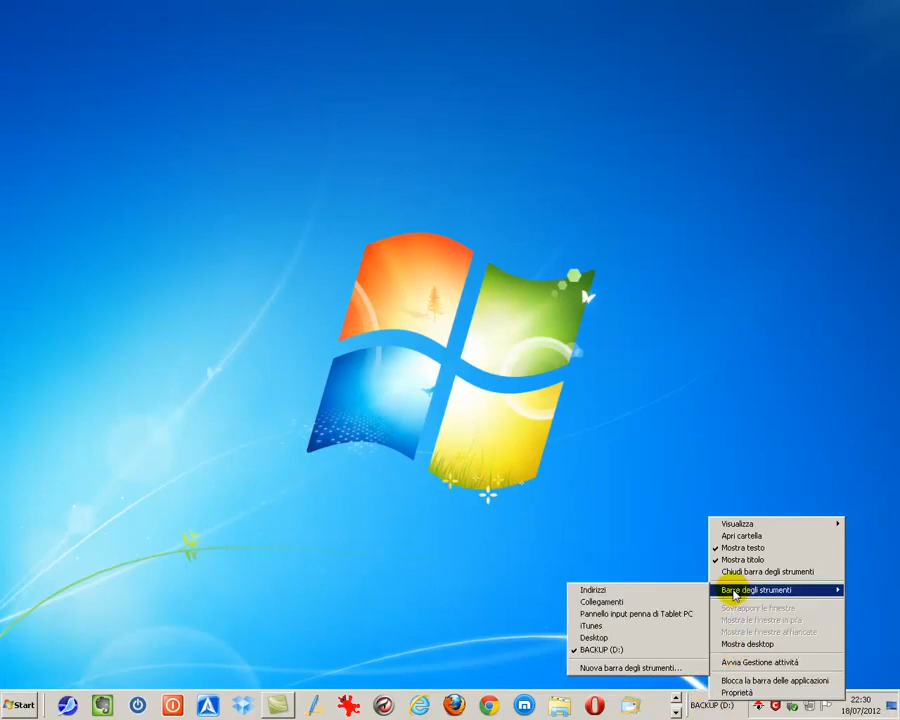 Visualizza
Apri cartella
Mostra testo
Mostra titolo
Chiudi barra degli strumenti
Barre degli strumenti
Sovrapponi le finestre
Mostra le finestre in pila
Mostra le finestre affiancate
Mostra desktop
Avvia Gestione attività
Blocca la barra delle applicazioni
Proprietà
Indirizzi
Collegamenti
Pannello input penna di Tablet PC
iTunes
Desktop
BACKUP (D:)
Nuova barra degli strumenti...
Start
BACKUP (D:)
22:30
18/07/2012